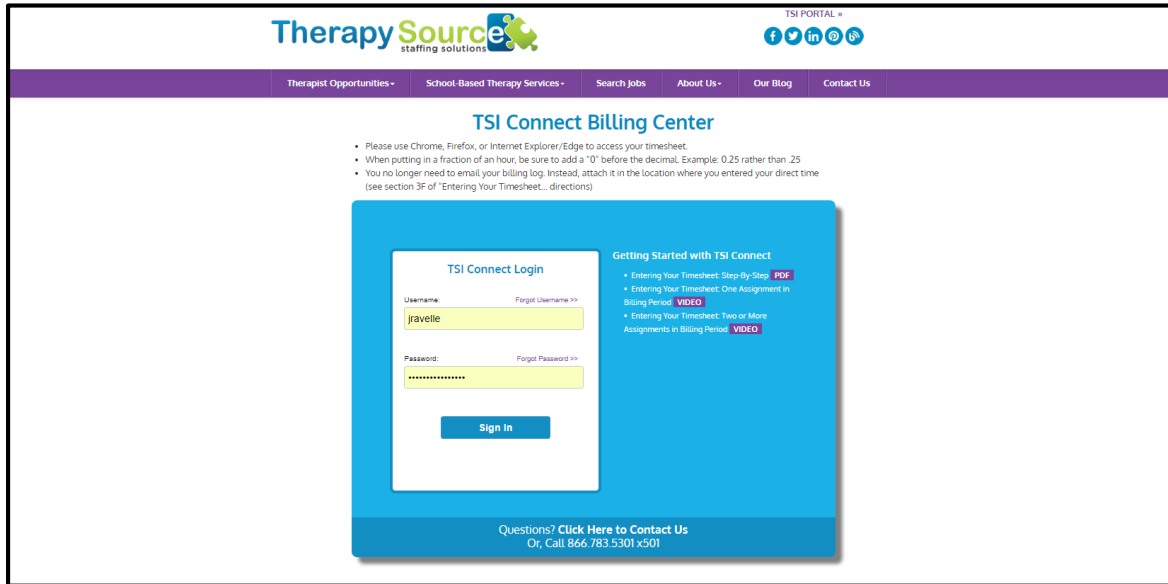 TherapySource
staffing solutions
TSI PORTAL »
Therapist Opportunities School-Based Therapy Services Search Jobs About Us Our Blog Contact Us
TSI Connect Billing Center
• Please use Chrome, Firefox, or Internet Explorer/Edge to access your timesheet.
• When putting in a fraction of an hour, be sure to add a "0" before the decimal. Example: 0.25 rather than .25
• You no longer need to email your billing log. Instead, attach it in the location where you entered your direct time
(see section 3F of "Entering Your Timesheet... directions)
TSI Connect Login
Username: Forgot Username >>
jravelle
Password: Forgot Password >>
••••••••••••••••
Sign In
Getting Started with TSI Connect
• Entering Your Timesheet: Step-By-Step PDF
• Entering Your Timesheet: One Assignment in
Billing Period VIDEO
• Entering Your Timesheet: Two or More
Assignments in Billing Period VIDEO
Questions? Click Here to Contact Us
Or, Call 866.783.5301 x501